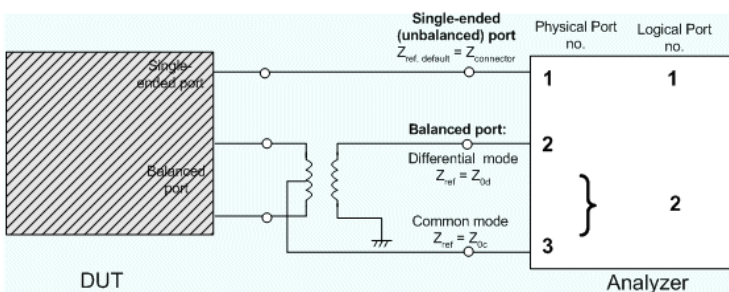 Single-ended
(unbalanced) port
Zref, default = Zconnector
Physical Port
no.
Logical Port
no.
Single-
ended port
1
1
Balanced port:
2
Differential mode
Zref = Z0d
Balanced
port
}
2
Common mode
Zref = Z0c
3
DUT
Analyzer